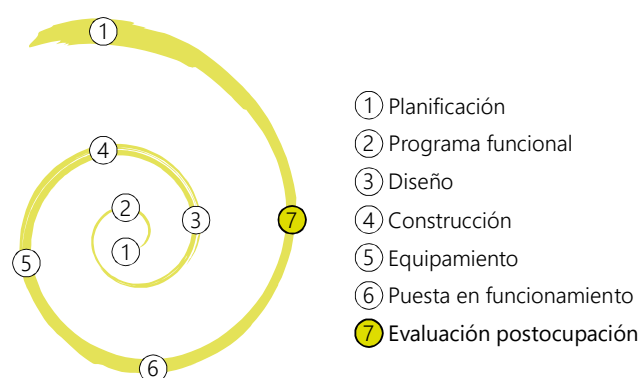 1
4
2
3
1
7
5
6
1 Planificación
2 Programa funcional
3 Diseño
4 Construcción
5 Equipamiento
6 Puesta en funcionamiento
7 Evaluación postocupación